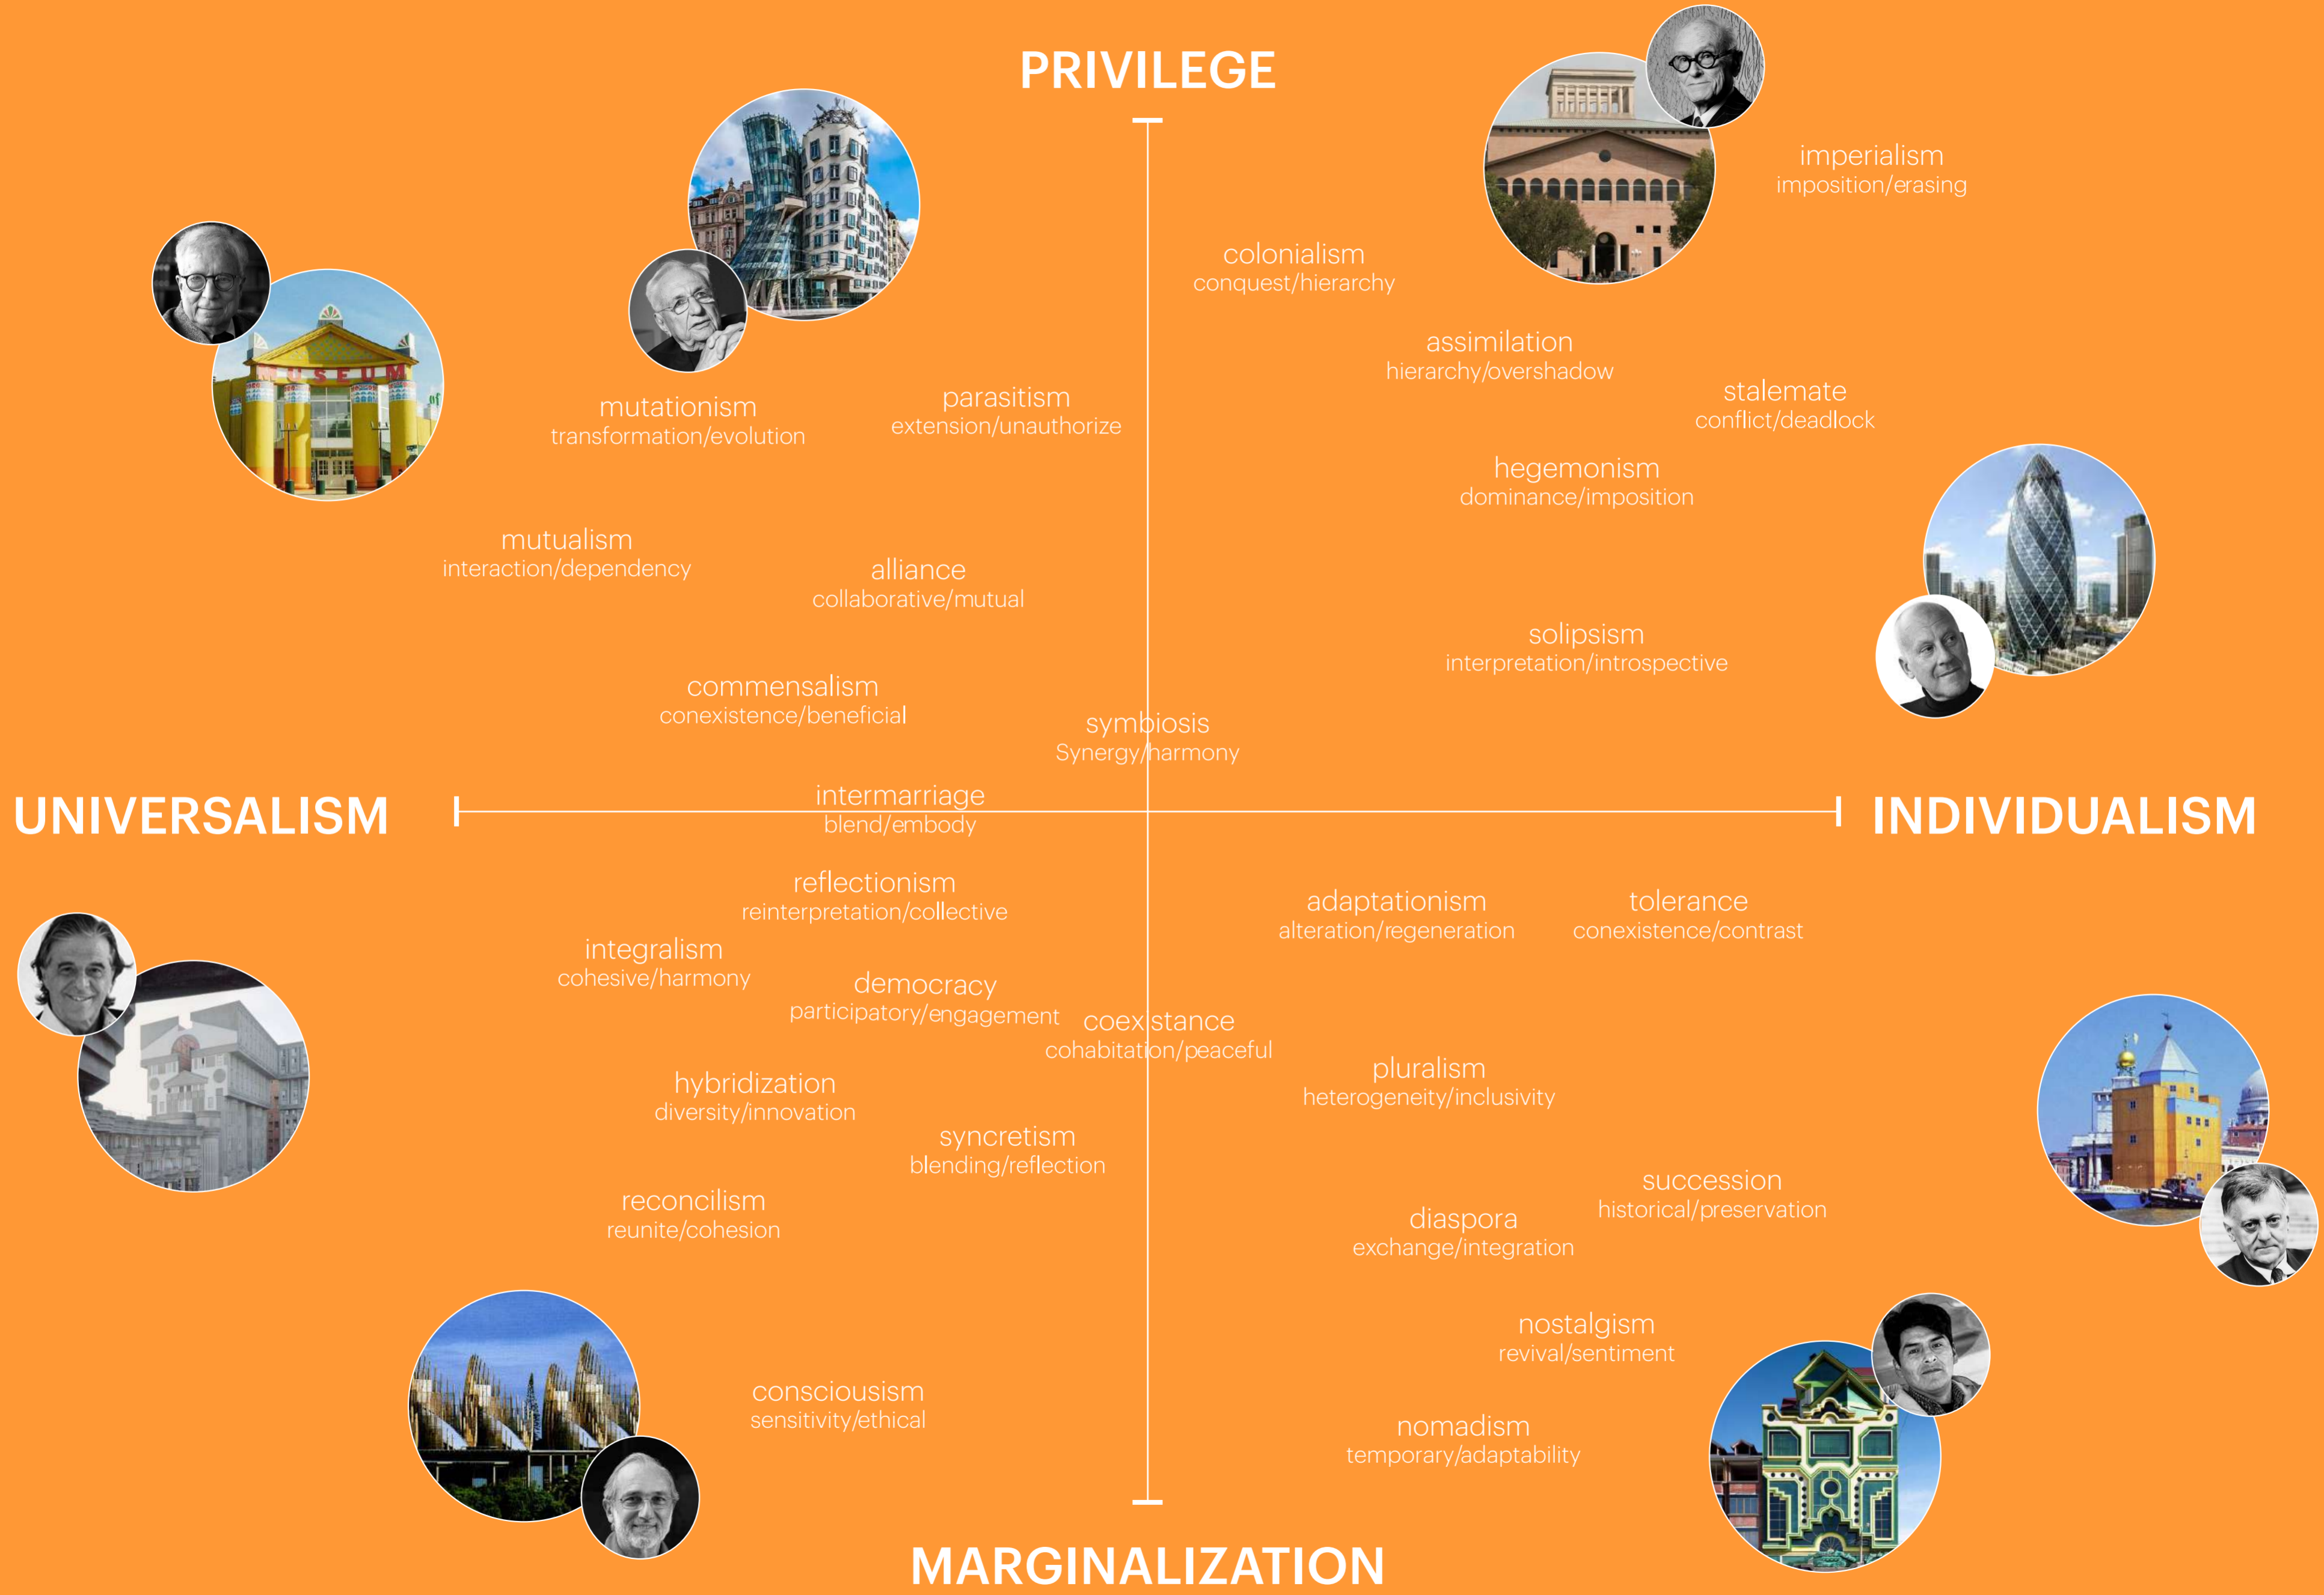 PRIVILEGE
imperialism
imposition/erasing
colonialism
conquest/hierarchy
assimilation
hierarchy/overshadow
stalemate
conflict/deadlock
MUSEUM
mutationism
transformation/evolution
parasitism
extension/unauthorize
hegemonism
dominance/imposition
mutualism
interaction/dependency
alliance
collaborative/mutual
solipsism
interpretation/introspective
commensalism
conexistence/beneficial
symbiosis
Synergy/harmony
intermarriage
blend/embody
UNIVERSALISM
INDIVIDUALISM
reflectionism
reinterpretation/collective
adaptationism
alteration/regeneration
tolerance
conexistence/contrast
integralism
cohesive/harmony
democracy
participatory/engagement
coexistance
cohabitation/peaceful
pluralism
heterogeneity/inclusivity
hybridization
diversity/innovation
syncretism
blending/reflection
succession
historical/preservation
reconcilism
reunite/cohesion
diaspora
exchange/integration
nostalgism
revival/sentiment
consciousism
sensitivity/ethical
nomadism
temporary/adaptability
MARGINALIZATION